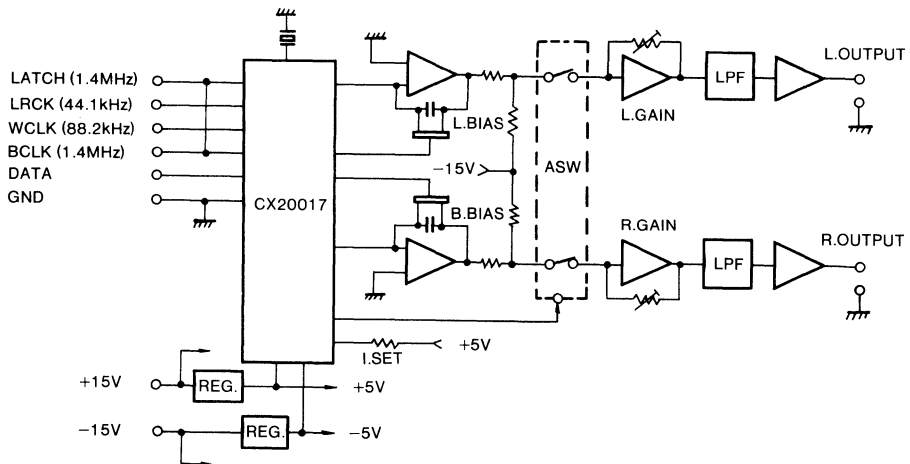 LATCH (1.4MHz)
LRCK (44.1kHz)
WCLK (88.2kHz)
BCLK (1.4MHz)
DATA
GND
CX20017
L.BIAS
-15V
B.BIAS
ASW
L.GAIN
LPF
L.OUTPUT
R.GAIN
LPF
R.OUTPUT
I.SET
+5V
+15V
REG.
+5V
-15V
REG.
-5V